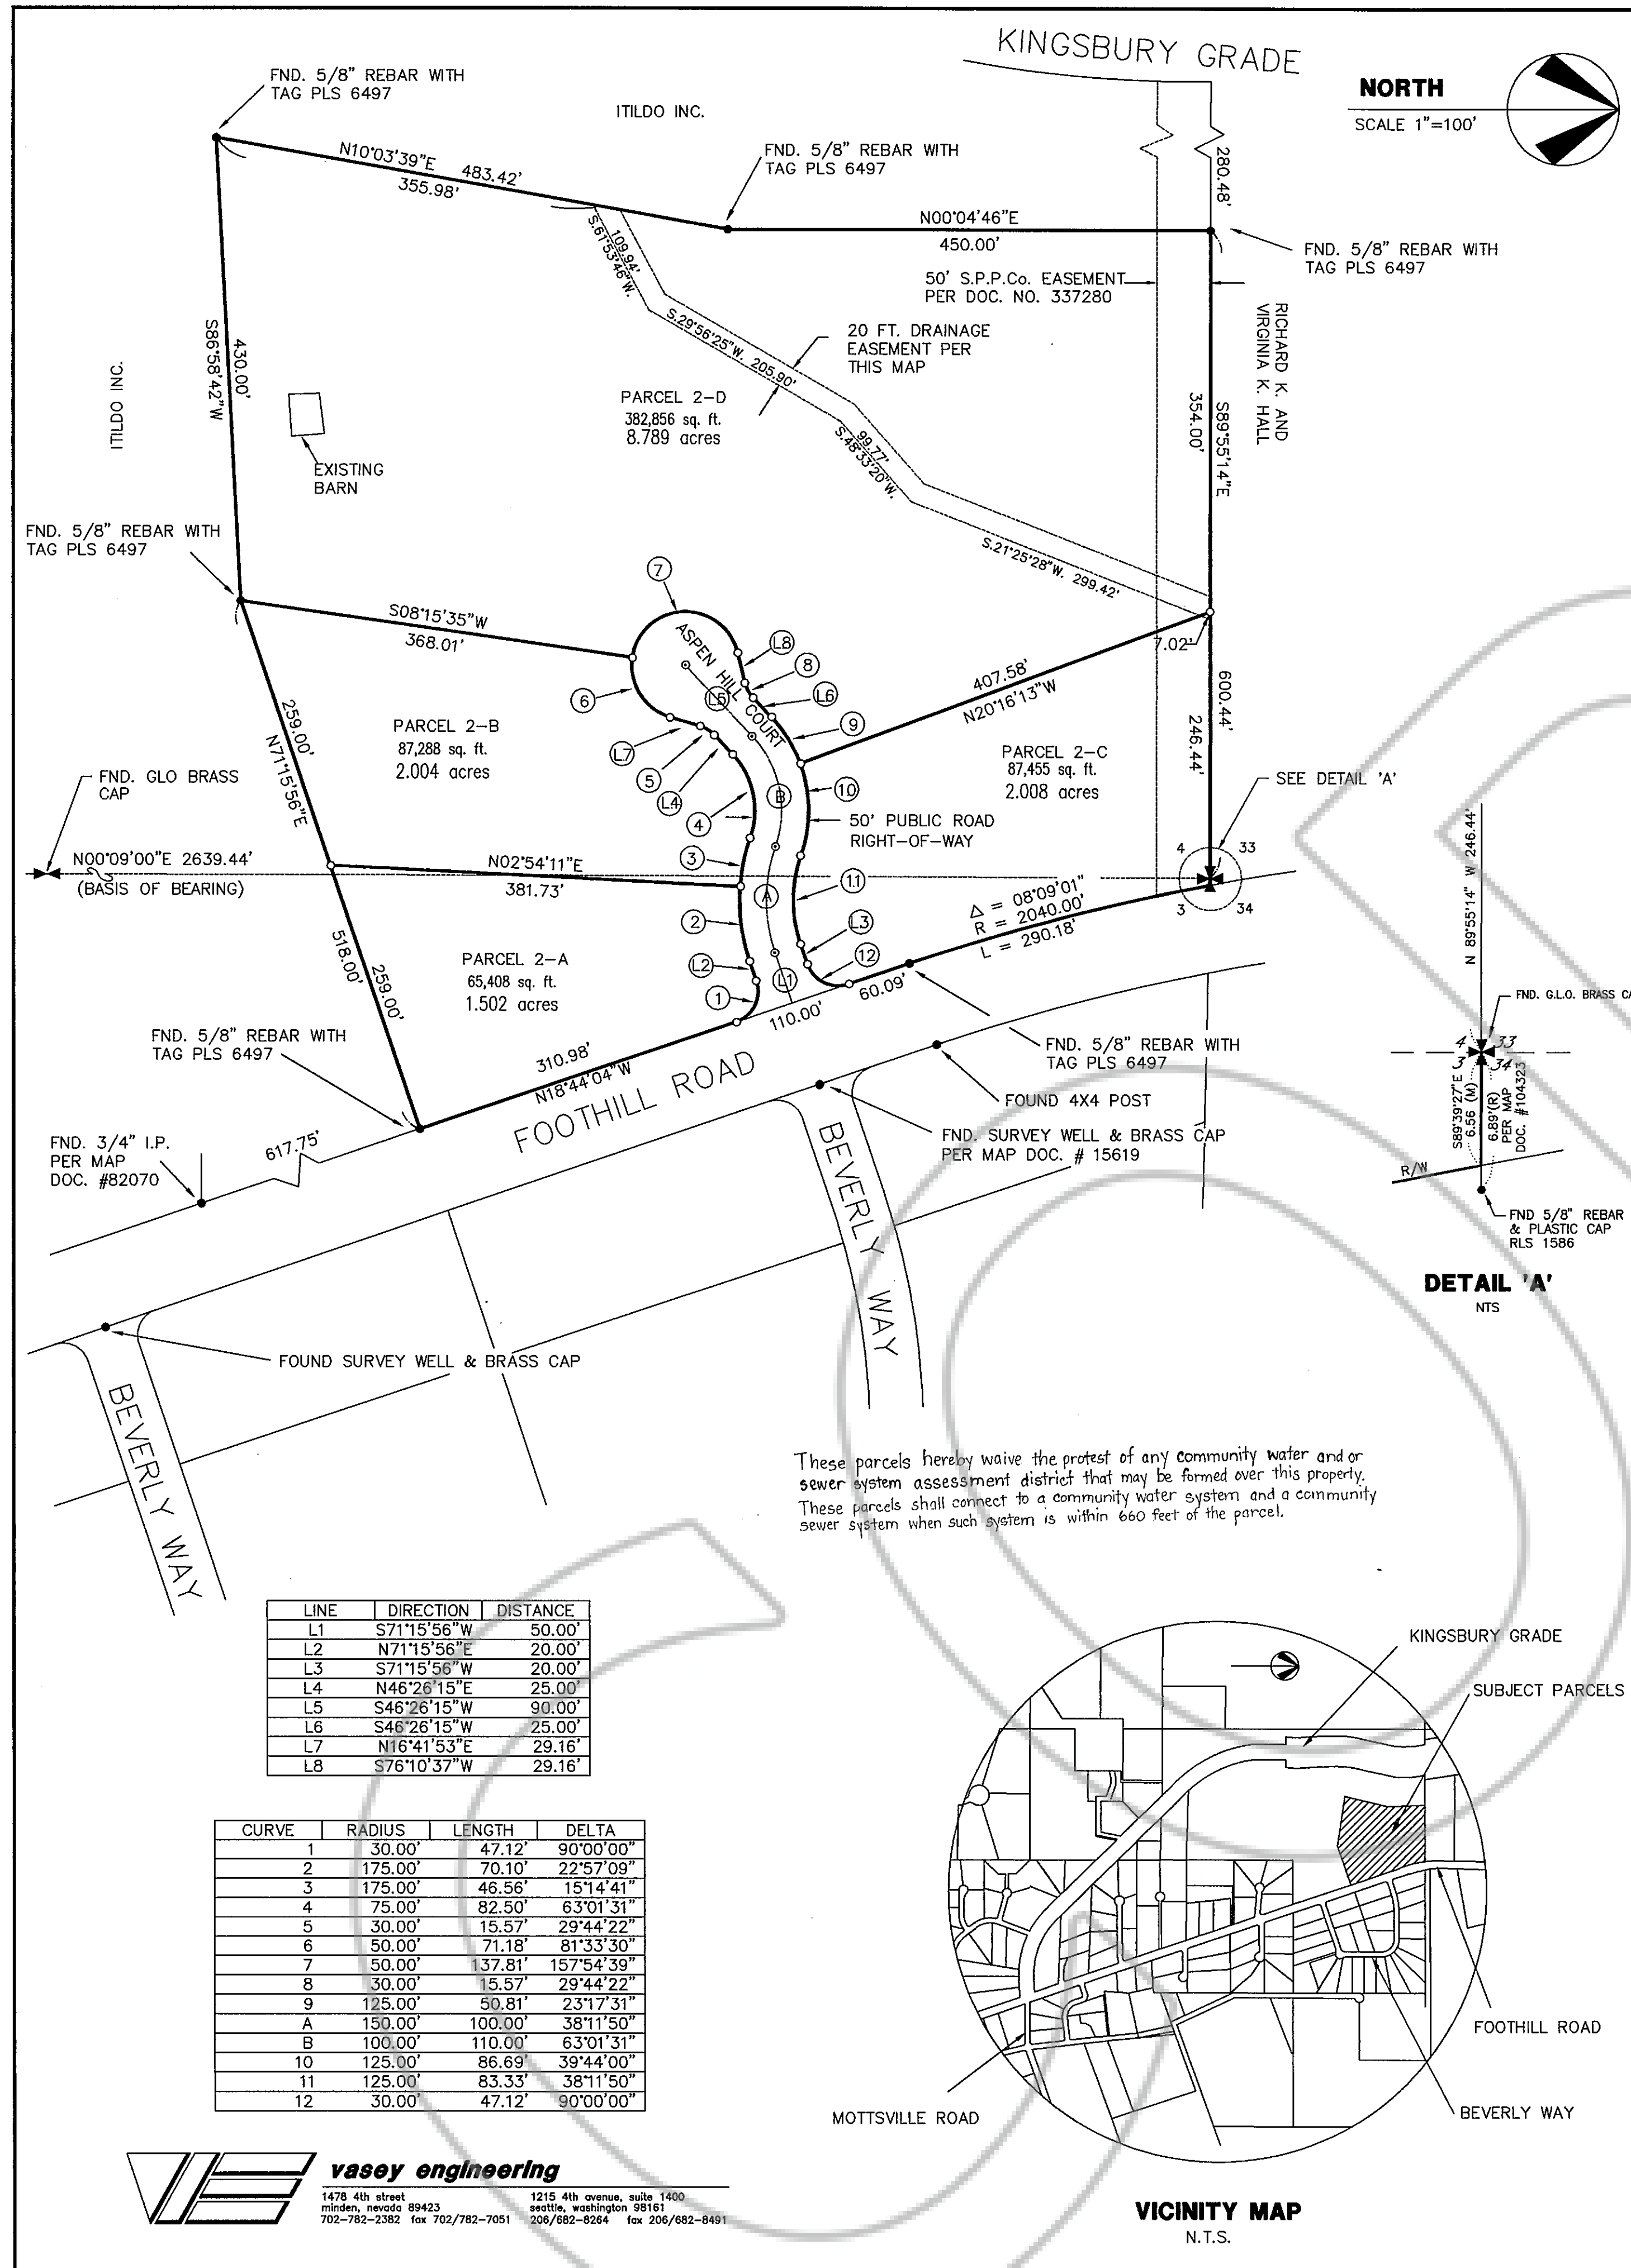 KINGSBURY GRADE
NORTH
SCALE 1"=100'
FND. 5/8" REBAR WITH
TAG PLS 6497
ITILDO INC.
N10°03'39"E 483.42'
355.98'
FND. 5/8" REBAR WITH
TAG PLS 6497
280.48'
N00°04'46"E
450.00'
FND. 5/8" REBAR WITH
TAG PLS 6497
109.94'
S.61°53'46"W.
50' S.P.P.Co. EASEMENT
PER DOC. NO. 337280
RICHARD K. AND
VIRGINIA K. HALL
S.29°56'25"W. 205.90'
20 FT. DRAINAGE
EASEMENT PER
THIS MAP
ITILDO INC.
430.00'
S86°58'42"W
PARCEL 2-D
382,856 sq. ft.
8.789 acres
S89°55'14"E
354.00'
99.77'
S.48°33'20"W.
EXISTING
BARN
FND. 5/8" REBAR WITH
TAG PLS 6497
S.21°25'28"W. 299.42'
7
S08°15'35"W
368.01'
ASPEN HILL COURT
L8
8
7.02'
L5
L6
6
407.58'
N20°16'13"W
600.44'
246.44'
259.00'
N71°15'56"E
PARCEL 2-B
87,288 sq. ft.
2.004 acres
L7
9
PARCEL 2-C
87,455 sq. ft.
2.008 acres
FND. GLO BRASS
CAP
5
L4
B
10
SEE DETAIL 'A'
4
50' PUBLIC ROAD
RIGHT-OF-WAY
N00°09'00"E 2639.44'
(BASIS OF BEARING)
N02°54'11"E
381.73'
3
4 33
3 34
A
11
Δ = 08°09'01"
R = 2040.00'
L = 290.18'
2
L3
518.00'
259.00'
PARCEL 2-A
65,408 sq. ft.
1.502 acres
L2
12
1
L1
60.09'
110.00'
N 89°55'14" W 246.44'
FND. G.L.O. BRASS
4 33
3 34
S89°39'27"E
6.56 (M)
6.89'(R)
PER MAP
DOC. #104323
R/W
FND 5/8" REBAR
& PLASTIC CAP
RLS 1586
DETAIL 'A'
NTS
FND. 5/8" REBAR WITH
TAG PLS 6497
310.98'
N18°44'04"W
FOOTHILL ROAD
FND. 5/8" REBAR WITH
TAG PLS 6497
FOUND 4X4 POST
FND. SURVEY WELL & BRASS CAP
PER MAP DOC. # 15619
FND. 3/4" I.P.
PER MAP
DOC. #82070
617.75'
BEVERLY WAY
FOUND SURVEY WELL & BRASS CAP
BEVERLY WAY
These parcels hereby waive the protest of any community water and or
sewer system assessment district that may be formed over this property.
These parcels shall connect to a community water system and a community
sewer system when such system is within 660 feet of the parcel.
LINE DIRECTION DISTANCE
L1 S71°15'56"W 50.00'
L2 N71°15'56"E 20.00'
L3 S71°15'56"W 20.00'
L4 N46°26'15"E 25.00'
L5 S46°26'15"W 90.00'
L6 S46°26'15"W 25.00'
L7 N16°41'53"E 29.16'
L8 S76°10'37"W 29.16'
CURVE RADIUS LENGTH DELTA
1 30.00' 47.12' 90°00'00"
2 175.00' 70.10' 22°57'09"
3 175.00' 46.56' 15°14'41"
4 75.00' 82.50' 63°01'31"
5 30.00' 15.57' 29°44'22"
6 50.00' 71.18' 81°33'30"
7 50.00' 137.81' 157°54'39"
8 30.00' 15.57' 29°44'22"
9 125.00' 50.81' 23°17'31"
A 150.00' 100.00' 38°11'50"
B 100.00' 110.00' 63°01'31"
10 125.00' 86.69' 39°44'00"
11 125.00' 83.33' 38°11'50"
12 30.00' 47.12' 90°00'00"
KINGSBURY GRADE
SUBJECT PARCELS
FOOTHILL ROAD
BEVERLY WAY
MOTTSVILLE ROAD
VICINITY MAP
N.T.S.
vasey engineering
1478 4th street
minden, nevada 89423
702-782-2382 fax 702/782-7051
1215 4th avenue, suite 1400
seattle, washington 98161
206/682-8264 fax 206/682-8491